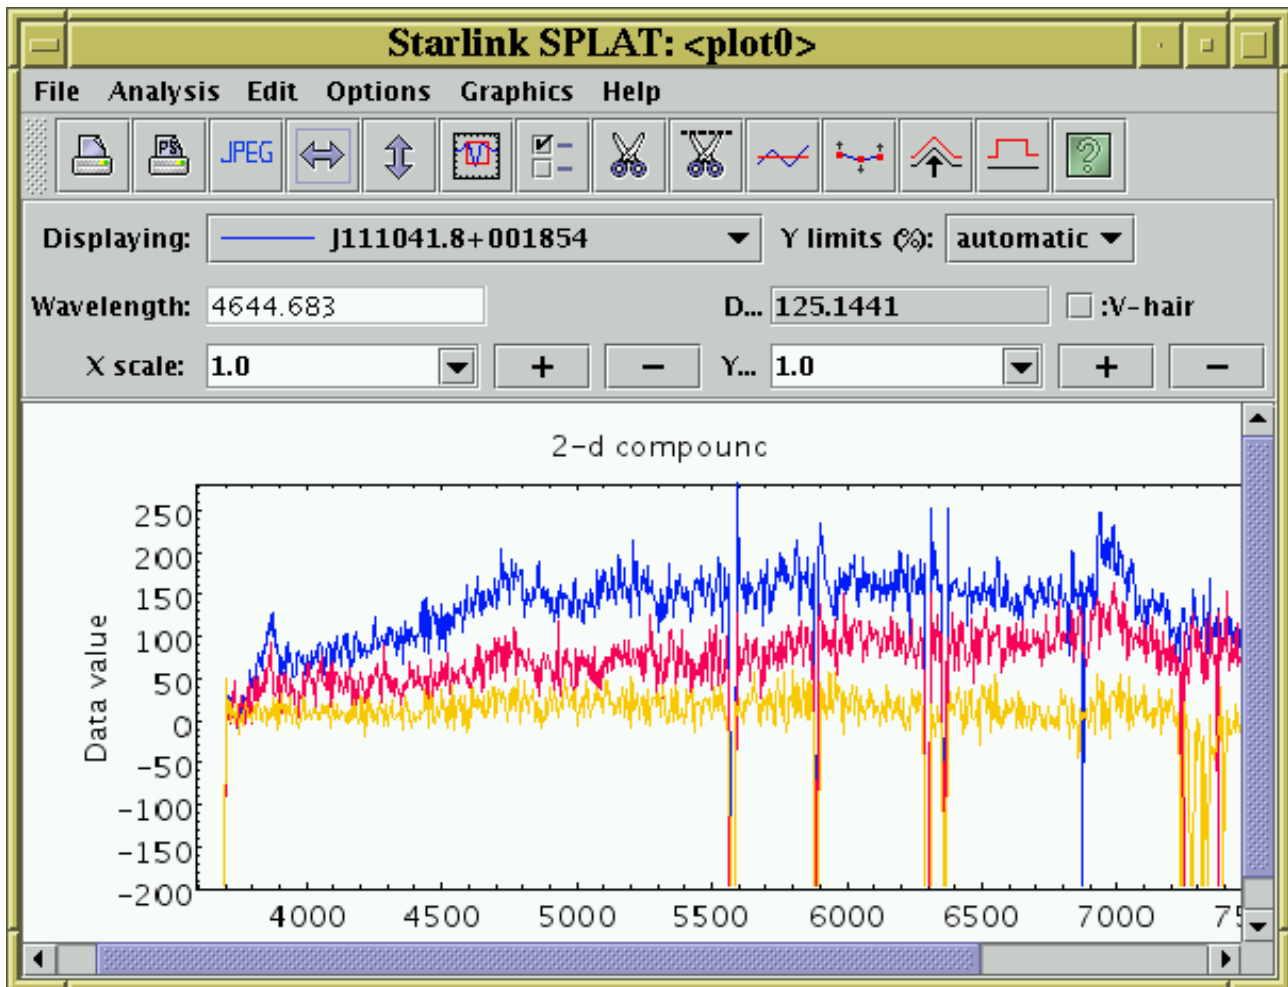 Starlink SPLAT: <plot0>
File Analysis Edit Options Graphics Help
PS JPEG ?
Displaying: J111041.8+001854 Y limits (%): automatic
Wavelength: 4644.683 D... 125.1441 :V-hair
X scale: 1.0 + − Y... 1.0 + −
2-d compounc
250
200
150
100
50
0
−50
−100
−150
−200
Data value
4000 4500 5000 5500 6000 6500 7000 75